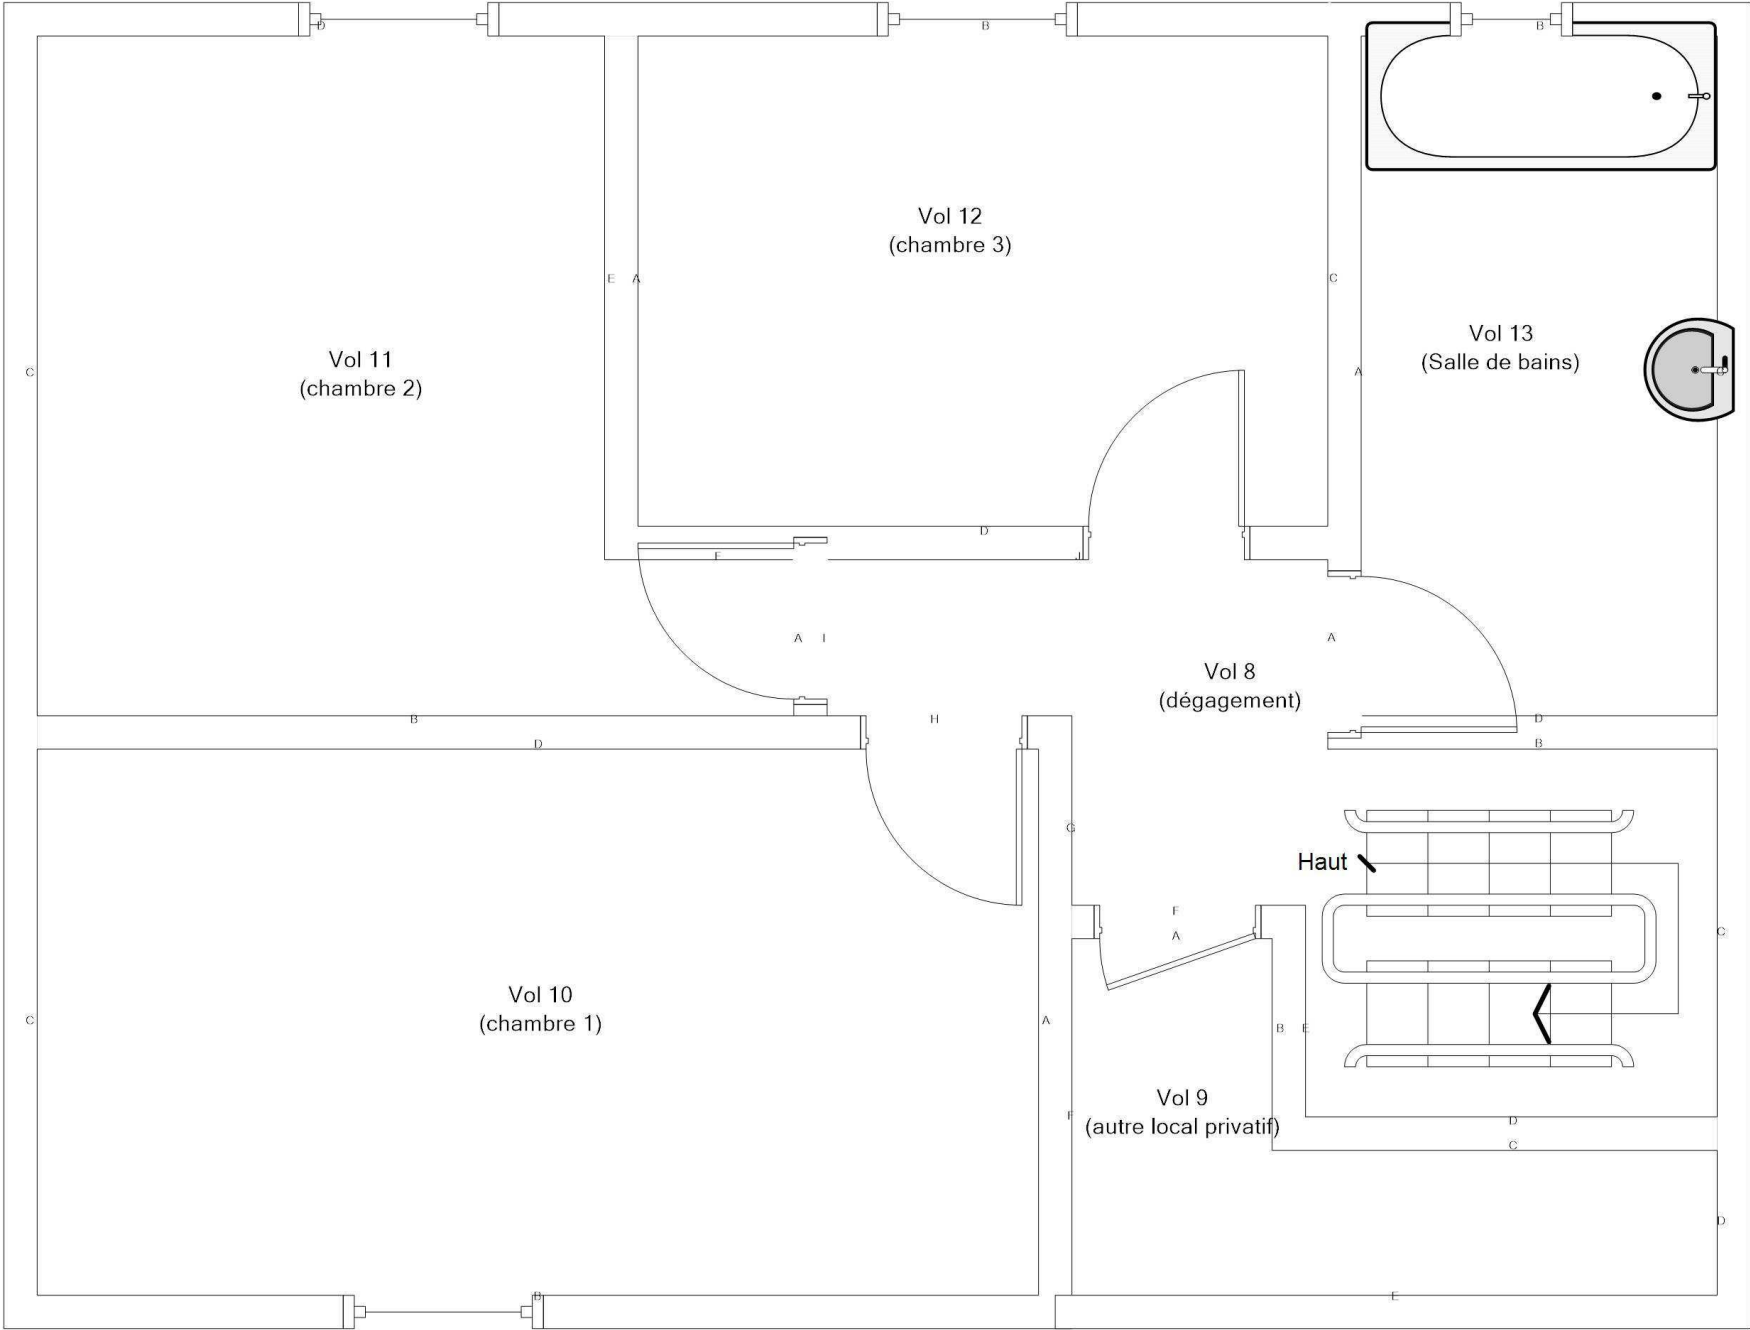 D
B
B
Vol 12
(chambre 3)
E A
C
Vol 13
(Salle de bains)
Vol 11
(chambre 2)
C
A
D
F
J
A I
A
Vol 8
(dégagement)
B
H
D
D
B
G
Haut
F
A
C
Vol 10
(chambre 1)
C
A
B E
Vol 9
(autre local privatif)
F
D
C
D
B
E